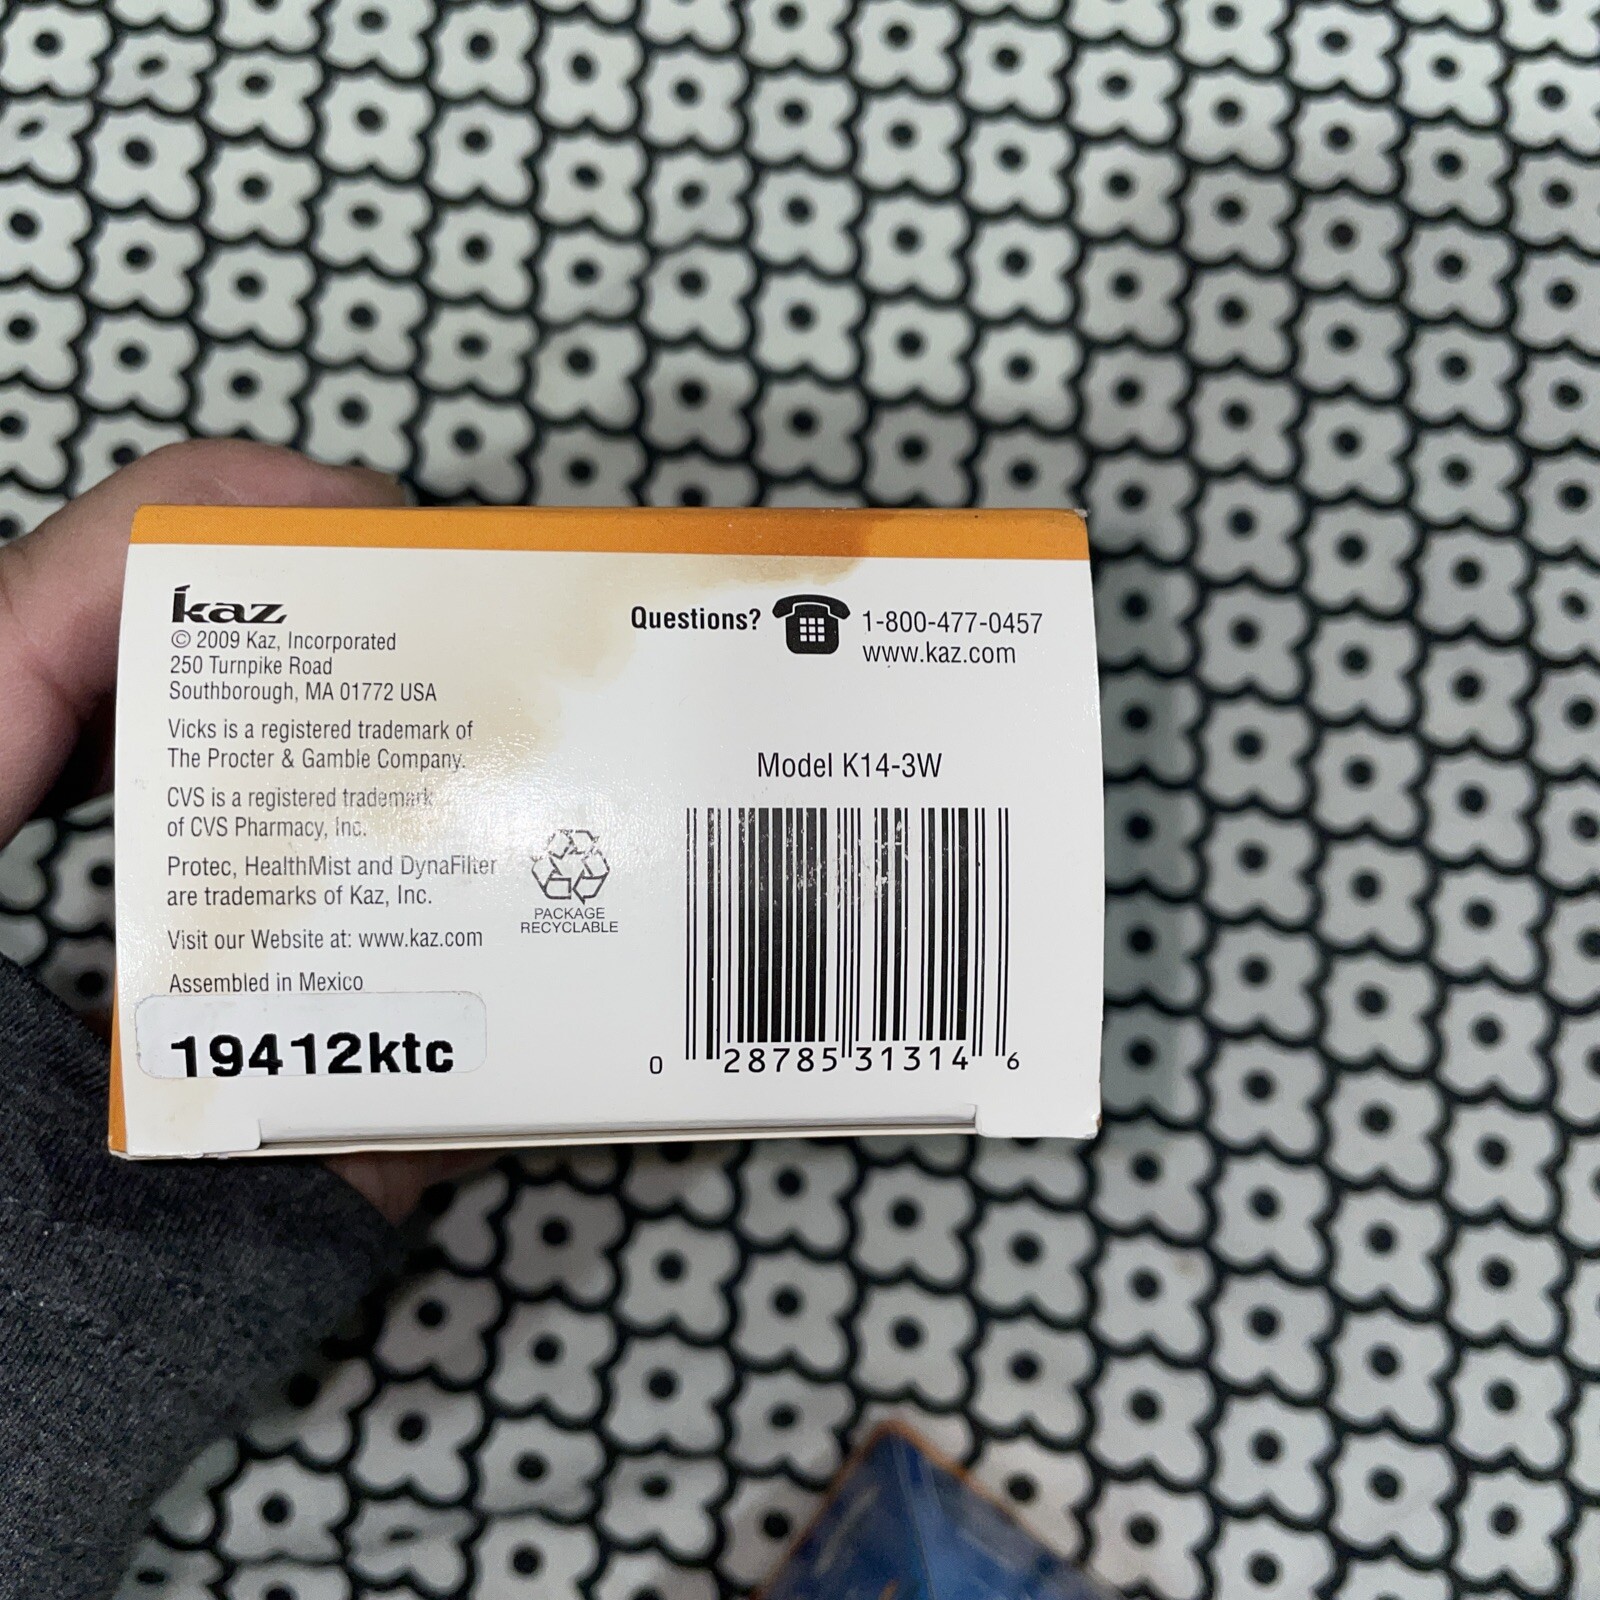 kaz
© 2009 Kaz, Incorporated
250 Turnpike Road
Southborough, MA 01772 USA
Vicks is a registered trademark of
The Procter & Gamble Company.
CVS is a registered trademark
of CVS Pharmacy, Inc.
Protec, HealthMist and DynaFilter
are trademarks of Kaz, Inc.
Visit our Website at: www.kaz.com
Assembled in Mexico
19412ktc
PACKAGE
RECYCLABLE
Questions? 1-800-477-0457
www.kaz.com
Model K14-3W
0 28785 31314 6